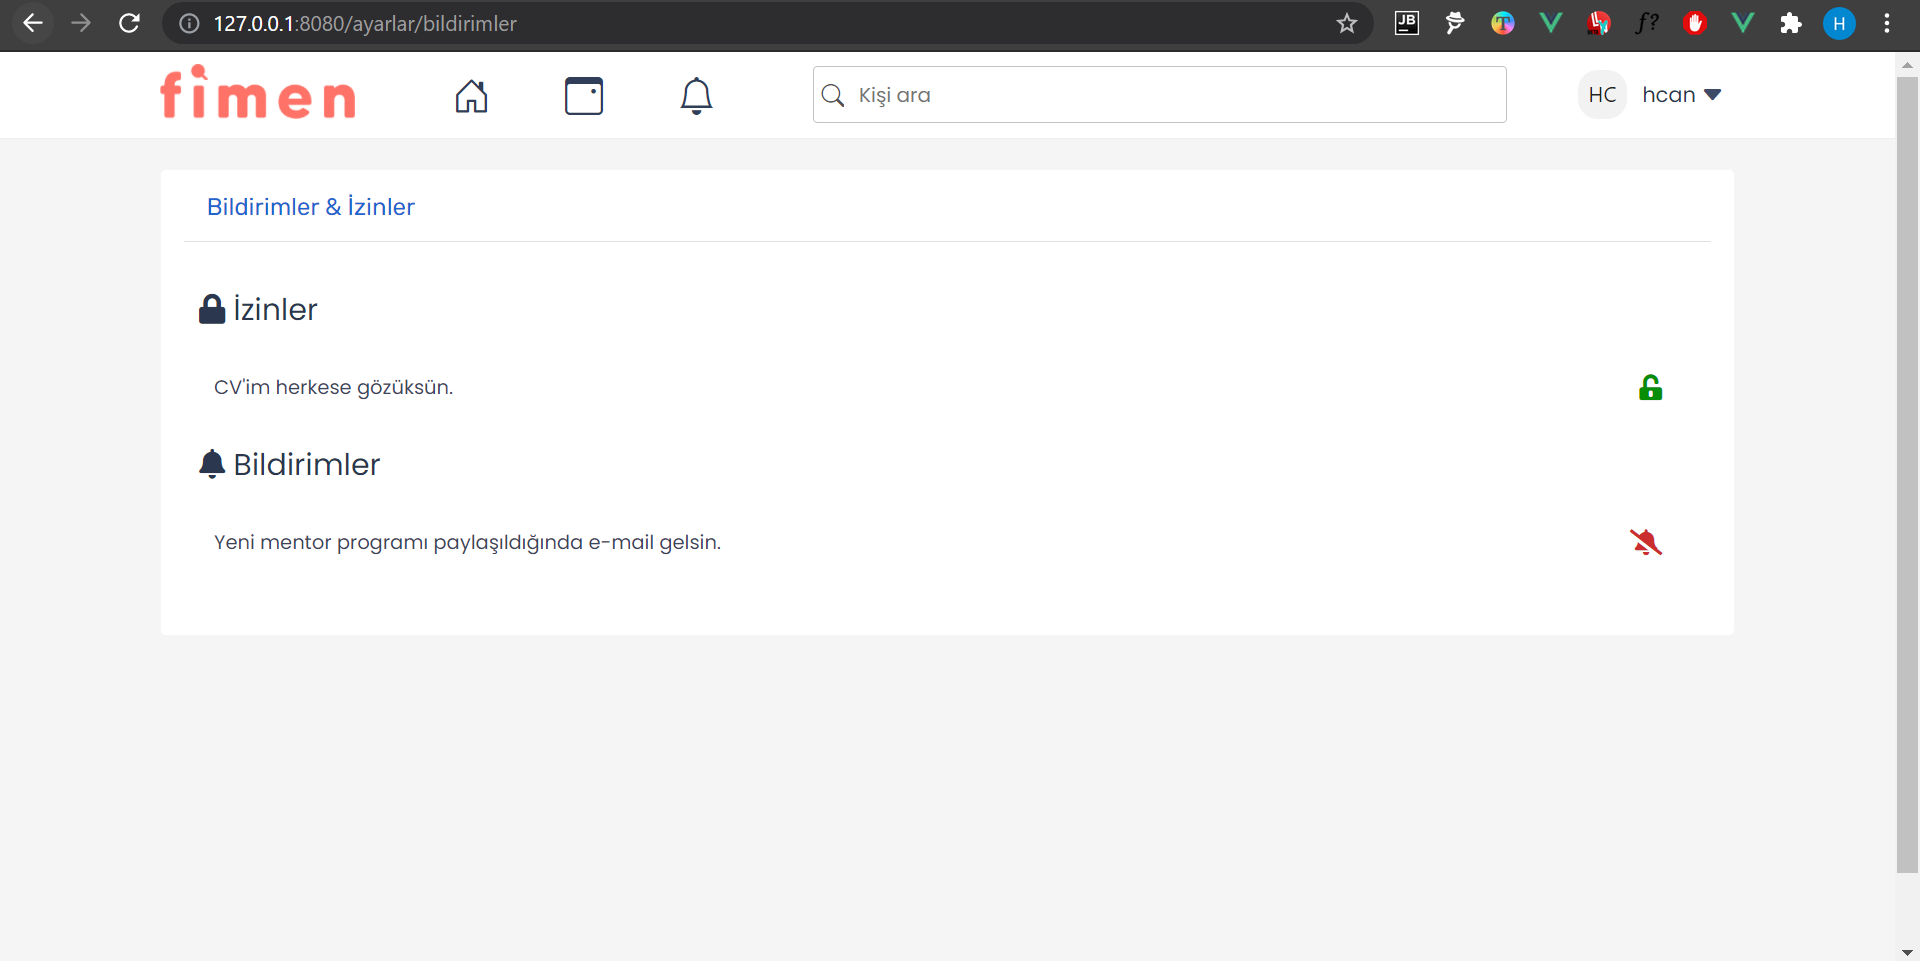 127.0.0.1:8080/ayarlar/bildirimler
JB
T
f?
H
fimen
Kişi ara
HC
hcan
Bildirimler & İzinler
İzinler
CV'im herkese gözüksün.
Bildirimler
Yeni mentor programı paylaşıldığında e-mail gelsin.